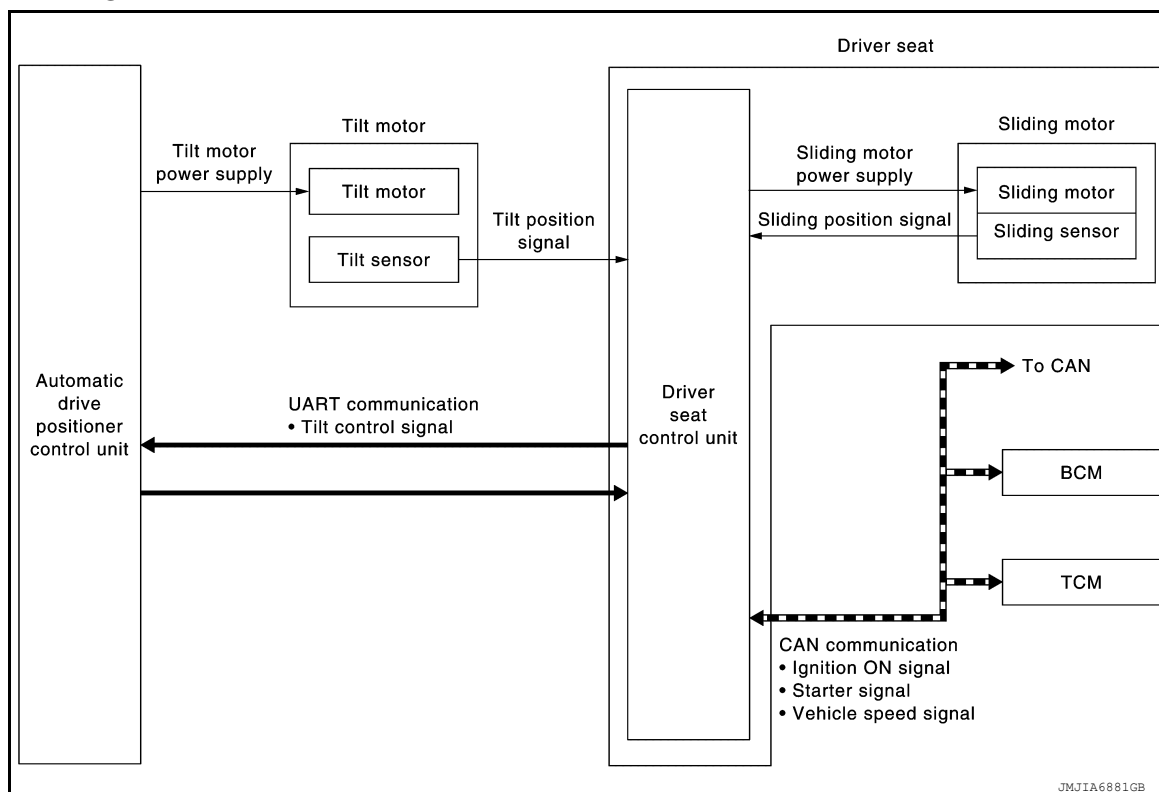 Driver seat
Tilt motor
Sliding motor
Tilt motor
power supply
Sliding motor
power supply
Tilt motor
Sliding motor
Tilt position
signal
Sliding position signal
Tilt sensor
Sliding sensor
Automatic
drive
positioner
control unit
UART communication
• Tilt control signal
Driver
seat
control unit
To CAN
BCM
TCM
CAN communication
• Ignition ON signal
• Starter signal
• Vehicle speed signal
JMJIA6881GB